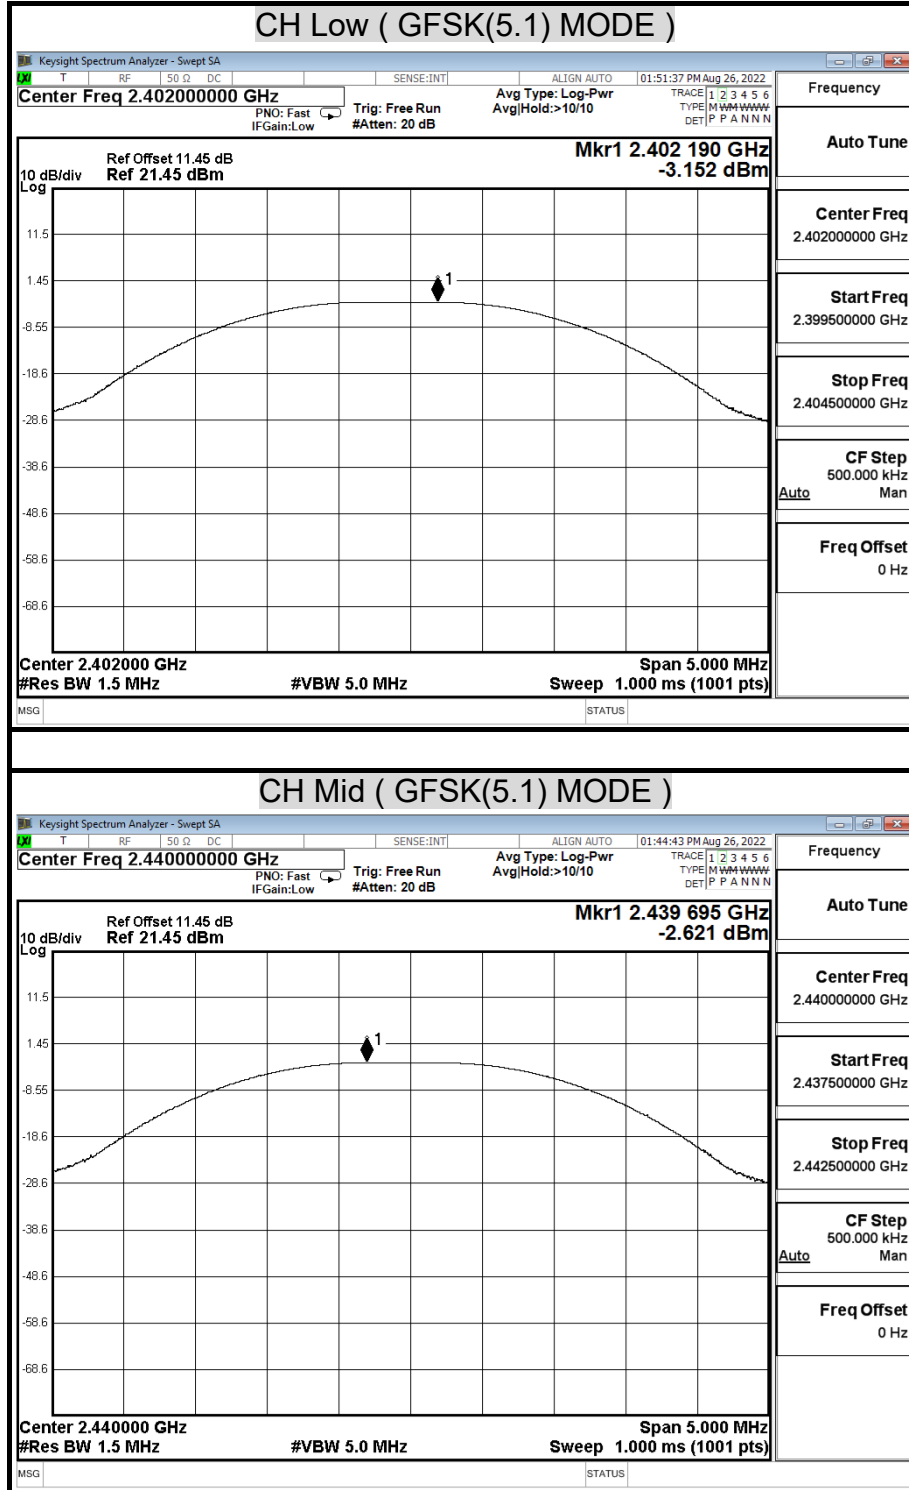 CH Low ( GFSK(5.1) MODE )
Keysight Spectrum Analyzer - Swept SA
LXI T RF 50 Ω DC SENSE:INT ALIGN AUTO 01:51:37 PM Aug 26, 2022
Center Freq 2.402000000 GHz
PNO: Fast
IFGain:Low
Trig: Free Run
#Atten: 20 dB
Avg Type: Log-Pwr
Avg|Hold:>10/10
TRACE 1 2 3 4 5 6
TYPE M WM WWWW
DET P P A N N N
Frequency
Auto Tune
Center Freq
2.402000000 GHz
Start Freq
2.399500000 GHz
Stop Freq
2.404500000 GHz
CF Step
500.000 kHz
Auto Man
Freq Offset
0 Hz
Mkr1 2.402 190 GHz
-3.152 dBm
Ref Offset 11.45 dB
10 dB/div Ref 21.45 dBm
Log
11.5
1.45
-8.55
-18.6
-28.6
-38.6
-48.6
-58.6
-68.6
1
Center 2.402000 GHz Span 5.000 MHz
#Res BW 1.5 MHz #VBW 5.0 MHz Sweep 1.000 ms (1001 pts)
MSG STATUS
CH Mid ( GFSK(5.1) MODE )
Keysight Spectrum Analyzer - Swept SA
LXI T RF 50 Ω DC SENSE:INT ALIGN AUTO 01:44:43 PM Aug 26, 2022
Center Freq 2.440000000 GHz
PNO: Fast
IFGain:Low
Trig: Free Run
#Atten: 20 dB
Avg Type: Log-Pwr
Avg|Hold:>10/10
TRACE 1 2 3 4 5 6
TYPE M WM WWWW
DET P P A N N N
Frequency
Auto Tune
Center Freq
2.440000000 GHz
Start Freq
2.437500000 GHz
Stop Freq
2.442500000 GHz
CF Step
500.000 kHz
Auto Man
Freq Offset
0 Hz
Mkr1 2.439 695 GHz
-2.621 dBm
Ref Offset 11.45 dB
10 dB/div Ref 21.45 dBm
Log
11.5
1.45
-8.55
-18.6
-28.6
-38.6
-48.6
-58.6
-68.6
1
Center 2.440000 GHz Span 5.000 MHz
#Res BW 1.5 MHz #VBW 5.0 MHz Sweep 1.000 ms (1001 pts)
MSG STATUS